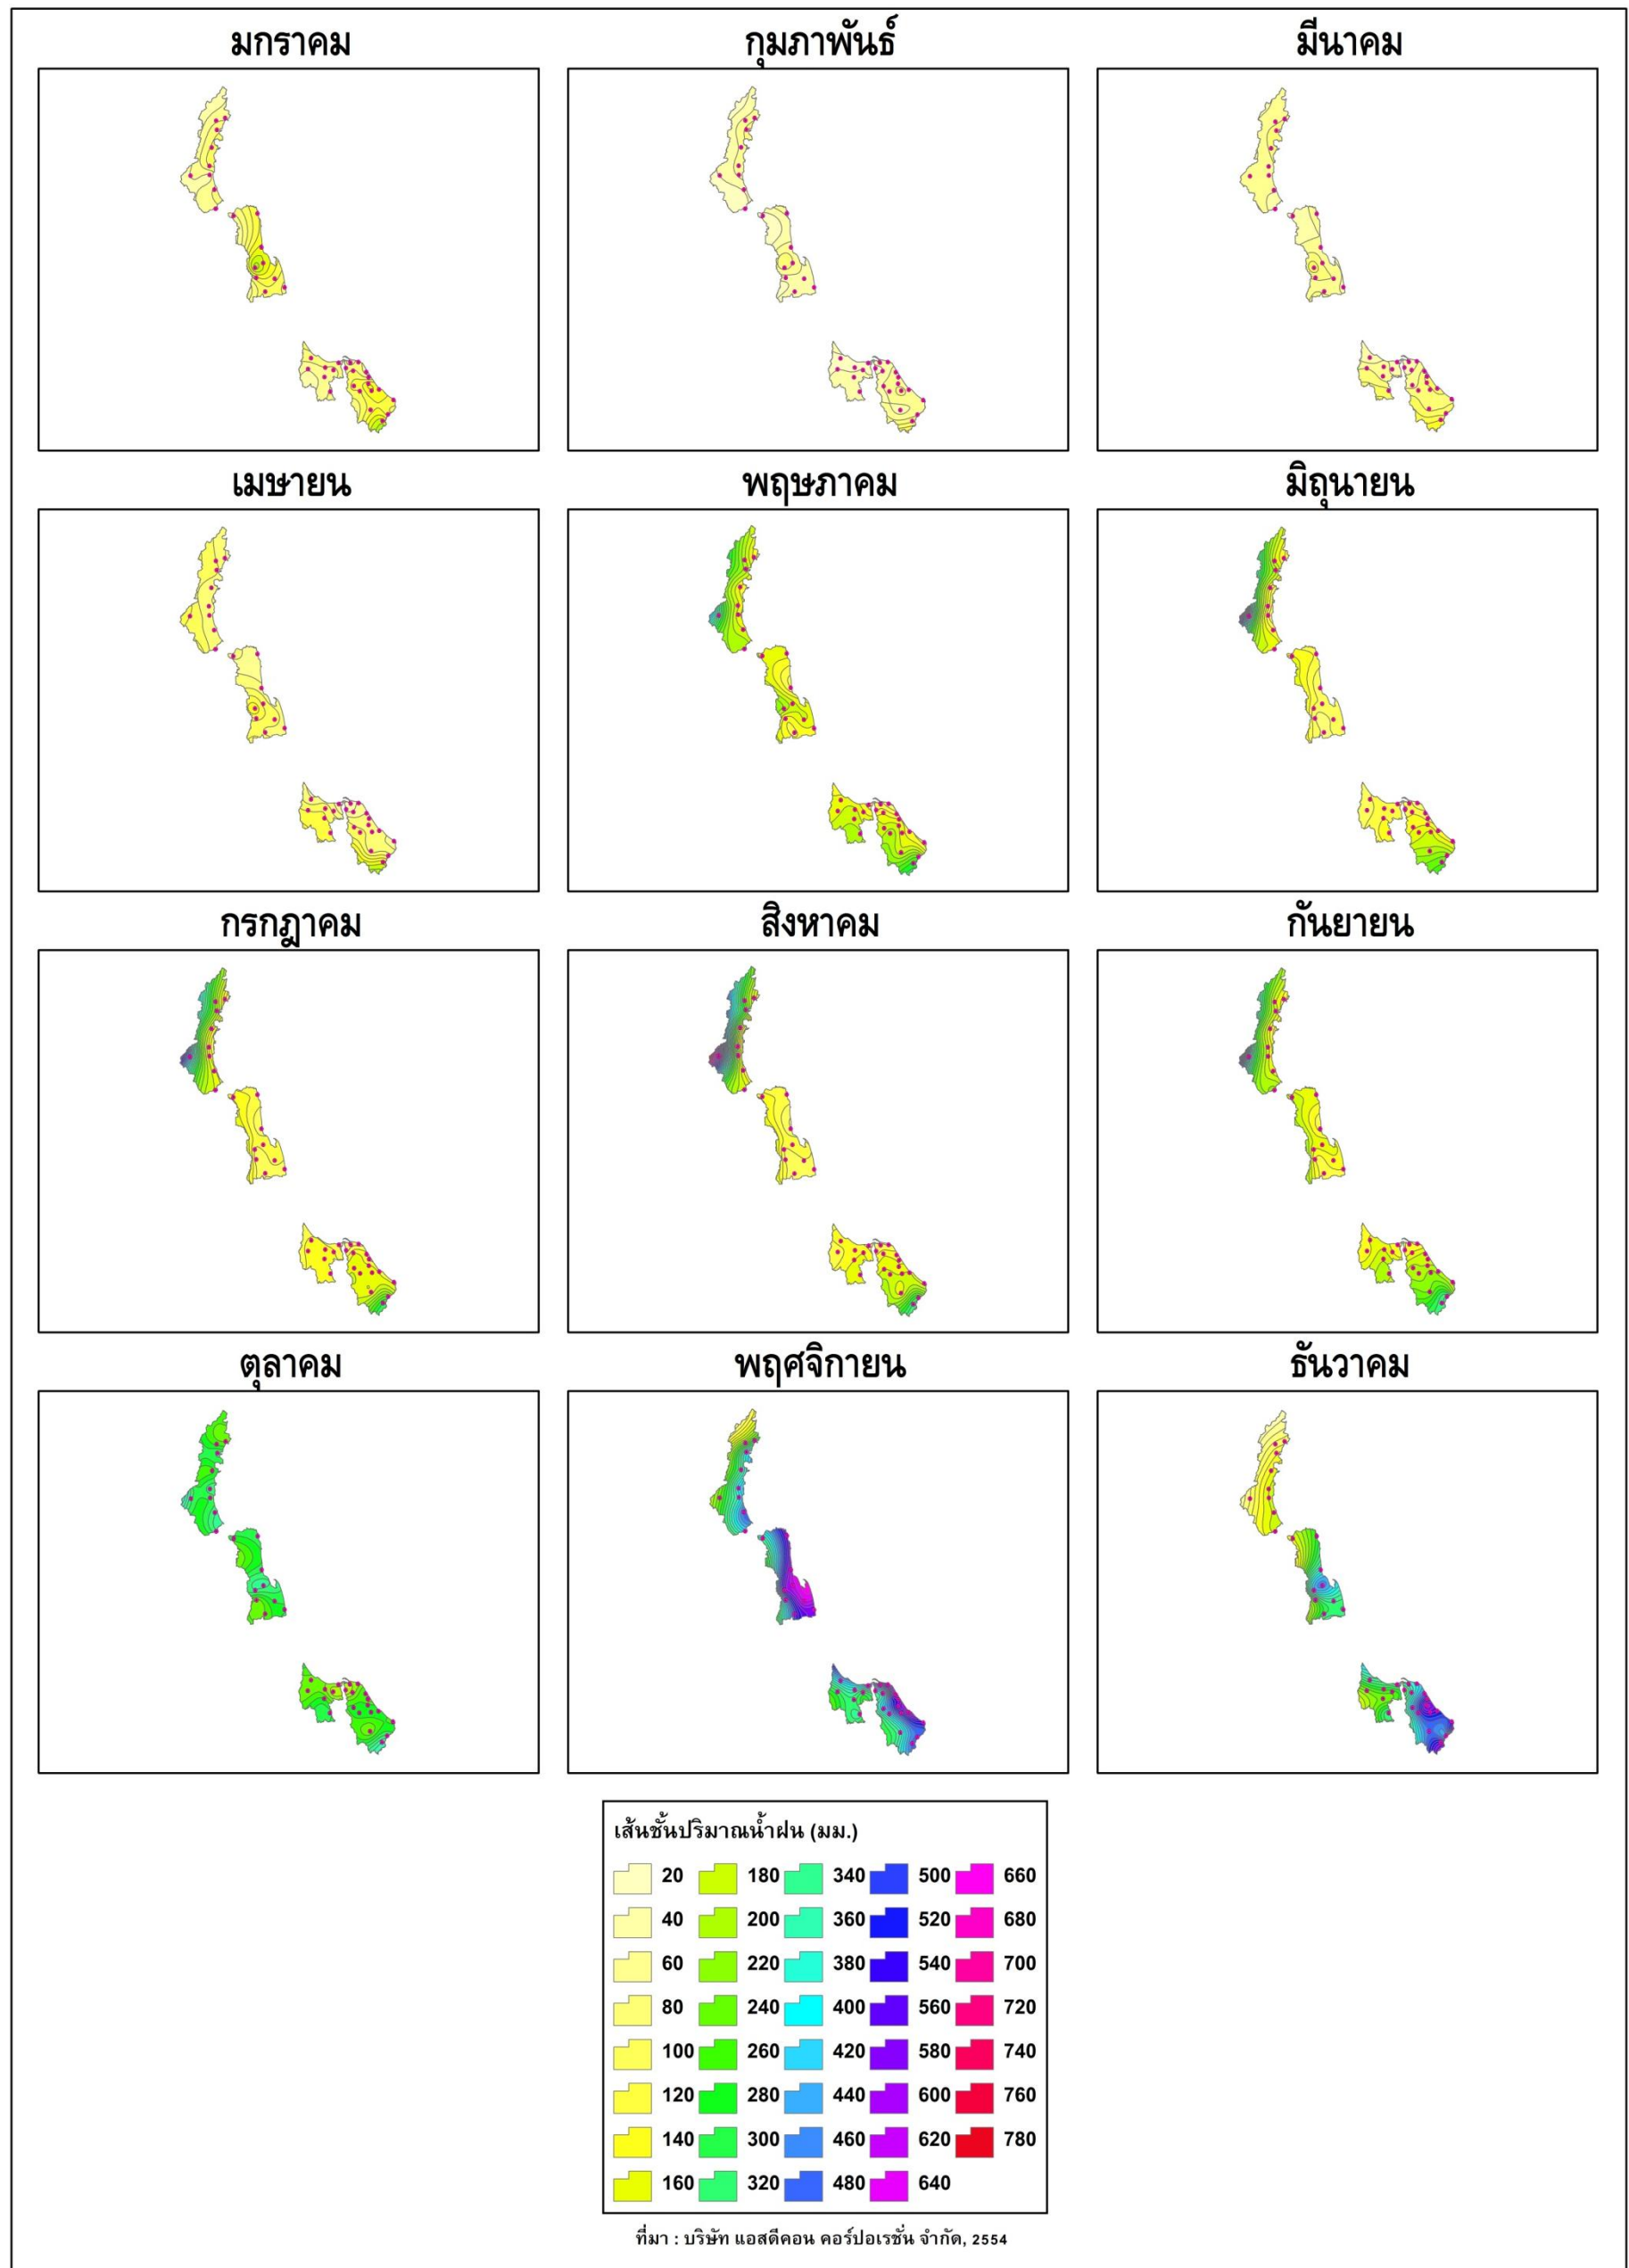 มกราคม กุมภาพันธ์ มีนาคม
เมษายน พฤษภาคม มิถุนายน
กรกฎาคม สิงหาคม กันยายน
ตุลาคม พฤศจิกายน ธันวาคม
เส้นชั้นปริมาณน้ำฝน (มม.)
20 180 340 500 660
40 200 360 520 680
60 220 380 540 700
80 240 400 560 720
100 260 420 580 740
120 280 440 600 760
140 300 460 620 780
160 320 480 640
ที่มา : บริษัท แอสดีคอน คอร์ปอเรชั่น จำกัด, 2554